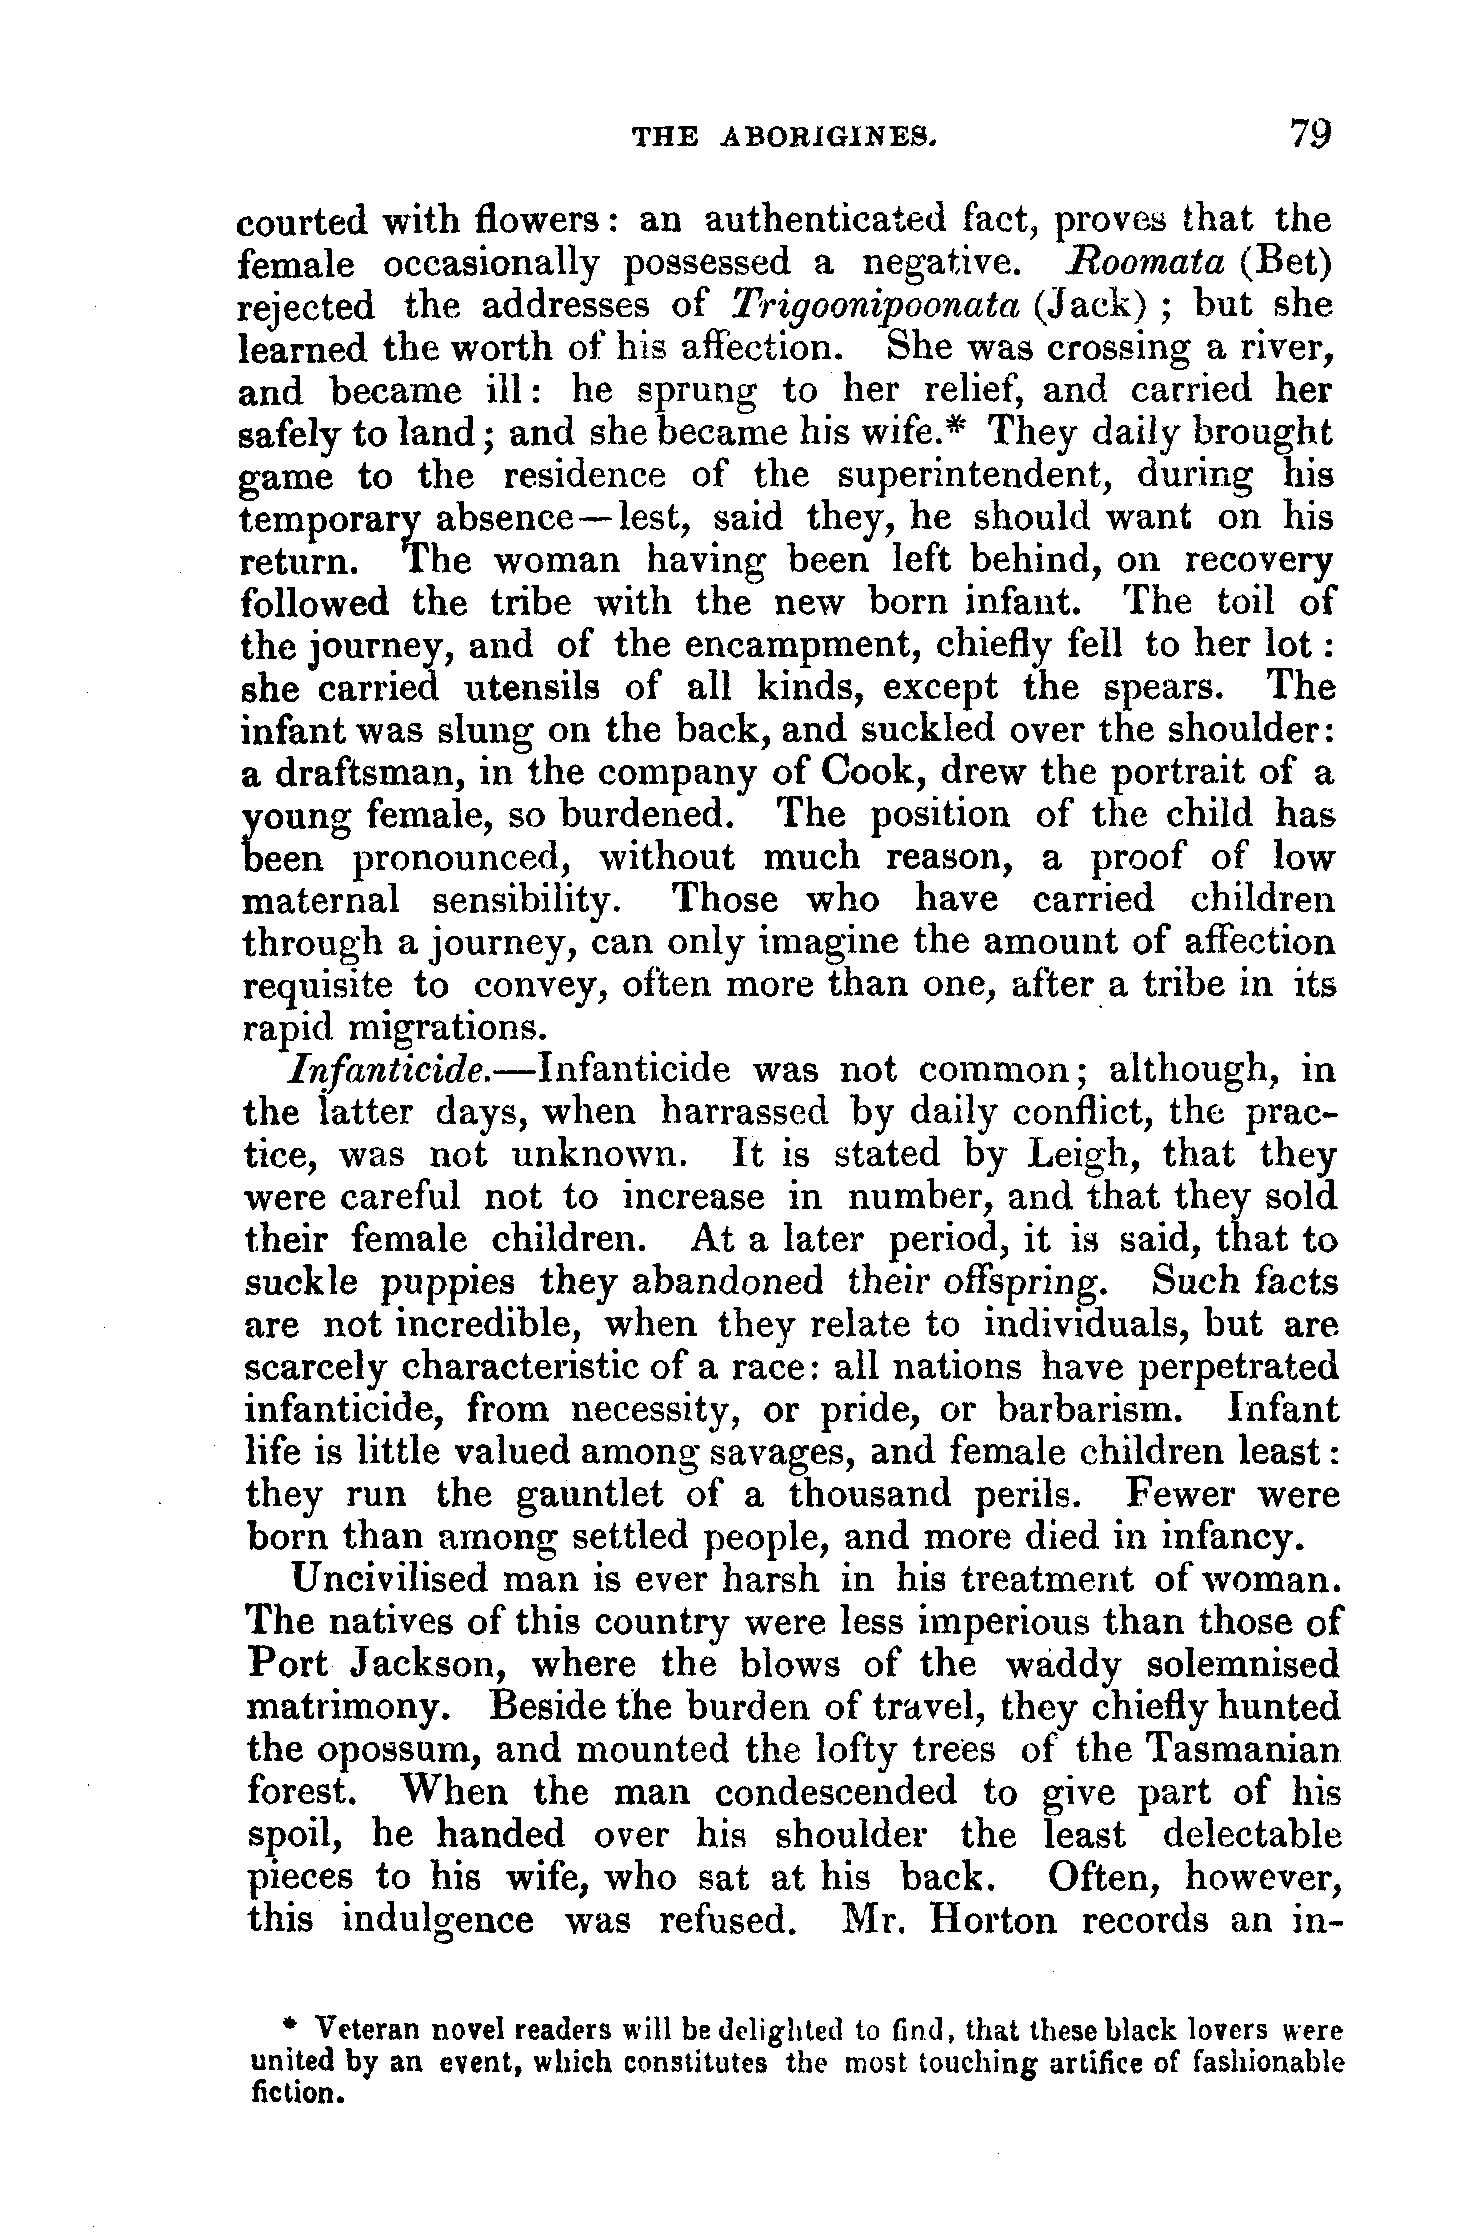 THE ABORIGINES. 79
courted with flowers: an authenticated fact, proves that the
female occasionally possessed a negative. Roomata (Bet)
rejected the addresses of Trigoonipoonata (Jack); but she
learned the worth of his affection. She was crossing a river,
and became ill: he sprung to her relief, and carried her
safely to land; and she became his wife.* They daily brought
game to the residence of the superintendent, during his
temporary absence—lest, said they, he should want on his
return. The woman having been left behind, on recovery
followed the tribe with the new born infant. The toil of
the journey, and of the encampment, chiefly fell to her lot:
she carried utensils of all kinds, except the spears. The
infant was slung on the back, and suckled over the shoulder:
a draftsman, in the company of Cook, drew the portrait of a
young female, so burdened. The position of the child has
been pronounced, without much reason, a proof of low
maternal sensibility. Those who have carried children
through a journey, can only imagine the amount of affection
requisite to convey, often more than one, after a tribe in its
rapid migrations.
Infanticide.—Infanticide was not common; although, in
the latter days, when harrassed by daily conflict, the prac-
tice, was not unknown. It is stated by Leigh, that they
were careful not to increase in number, and that they sold
their female children. At a later period, it is said, that to
suckle puppies they abandoned their offspring. Such facts
are not incredible, when they relate to individuals, but are
scarcely characteristic of a race: all nations have perpetrated
infanticide, from necessity, or pride, or barbarism. Infant
life is little valued among savages, and female children least:
they run the gauntlet of a thousand perils. Fewer were
born than among settled people, and more died in infancy.
Uncivilised man is ever harsh in his treatment of woman.
The natives of this country were less imperious than those of
Port Jackson, where the blows of the waddy solemnised
matrimony. Beside the burden of travel, they chiefly hunted
the opossum, and mounted the lofty trees of the Tasmanian
forest. When the man condescended to give part of his
spoil, he handed over his shoulder the least delectable
pieces to his wife, who sat at his back. Often, however,
this indulgence was refused. Mr. Horton records an in-
* Veteran novel readers will be delighted to find, that these black lovers were
united by an event, which constitutes the most touching artifice of fashionable
fiction.